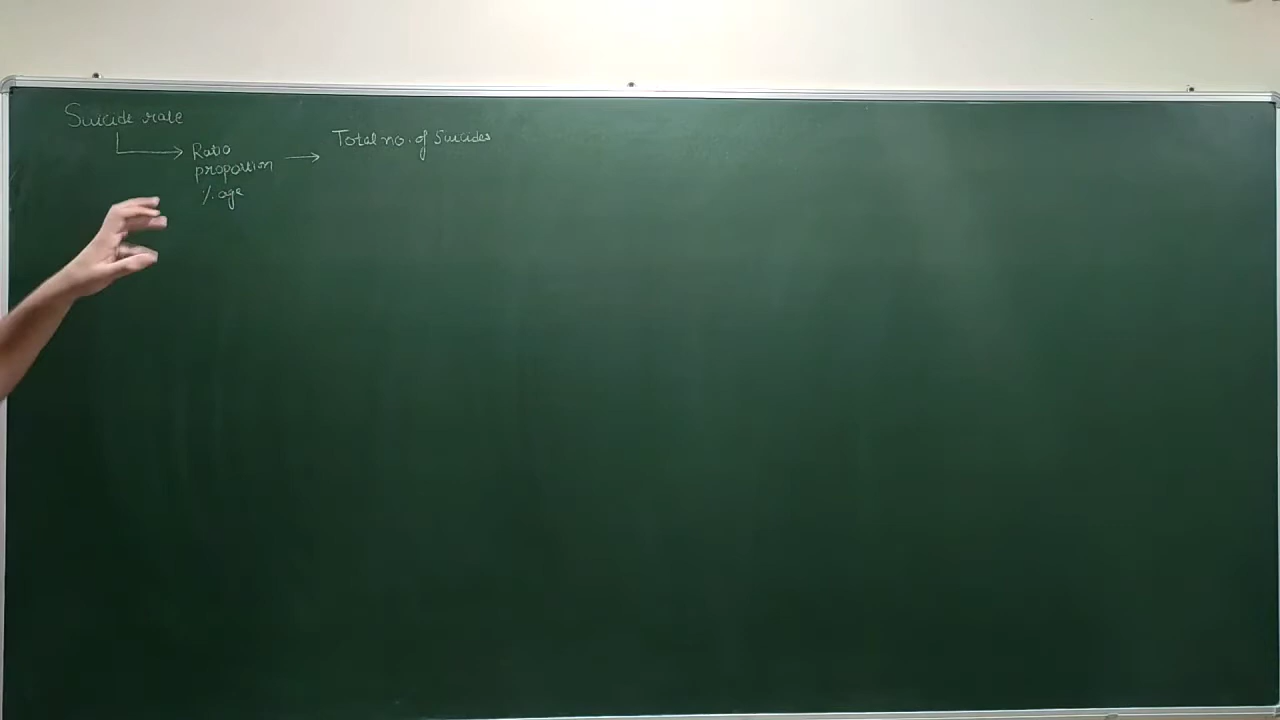 Suicide rate
Ratio
proportion
%age
Total no. of Suicides